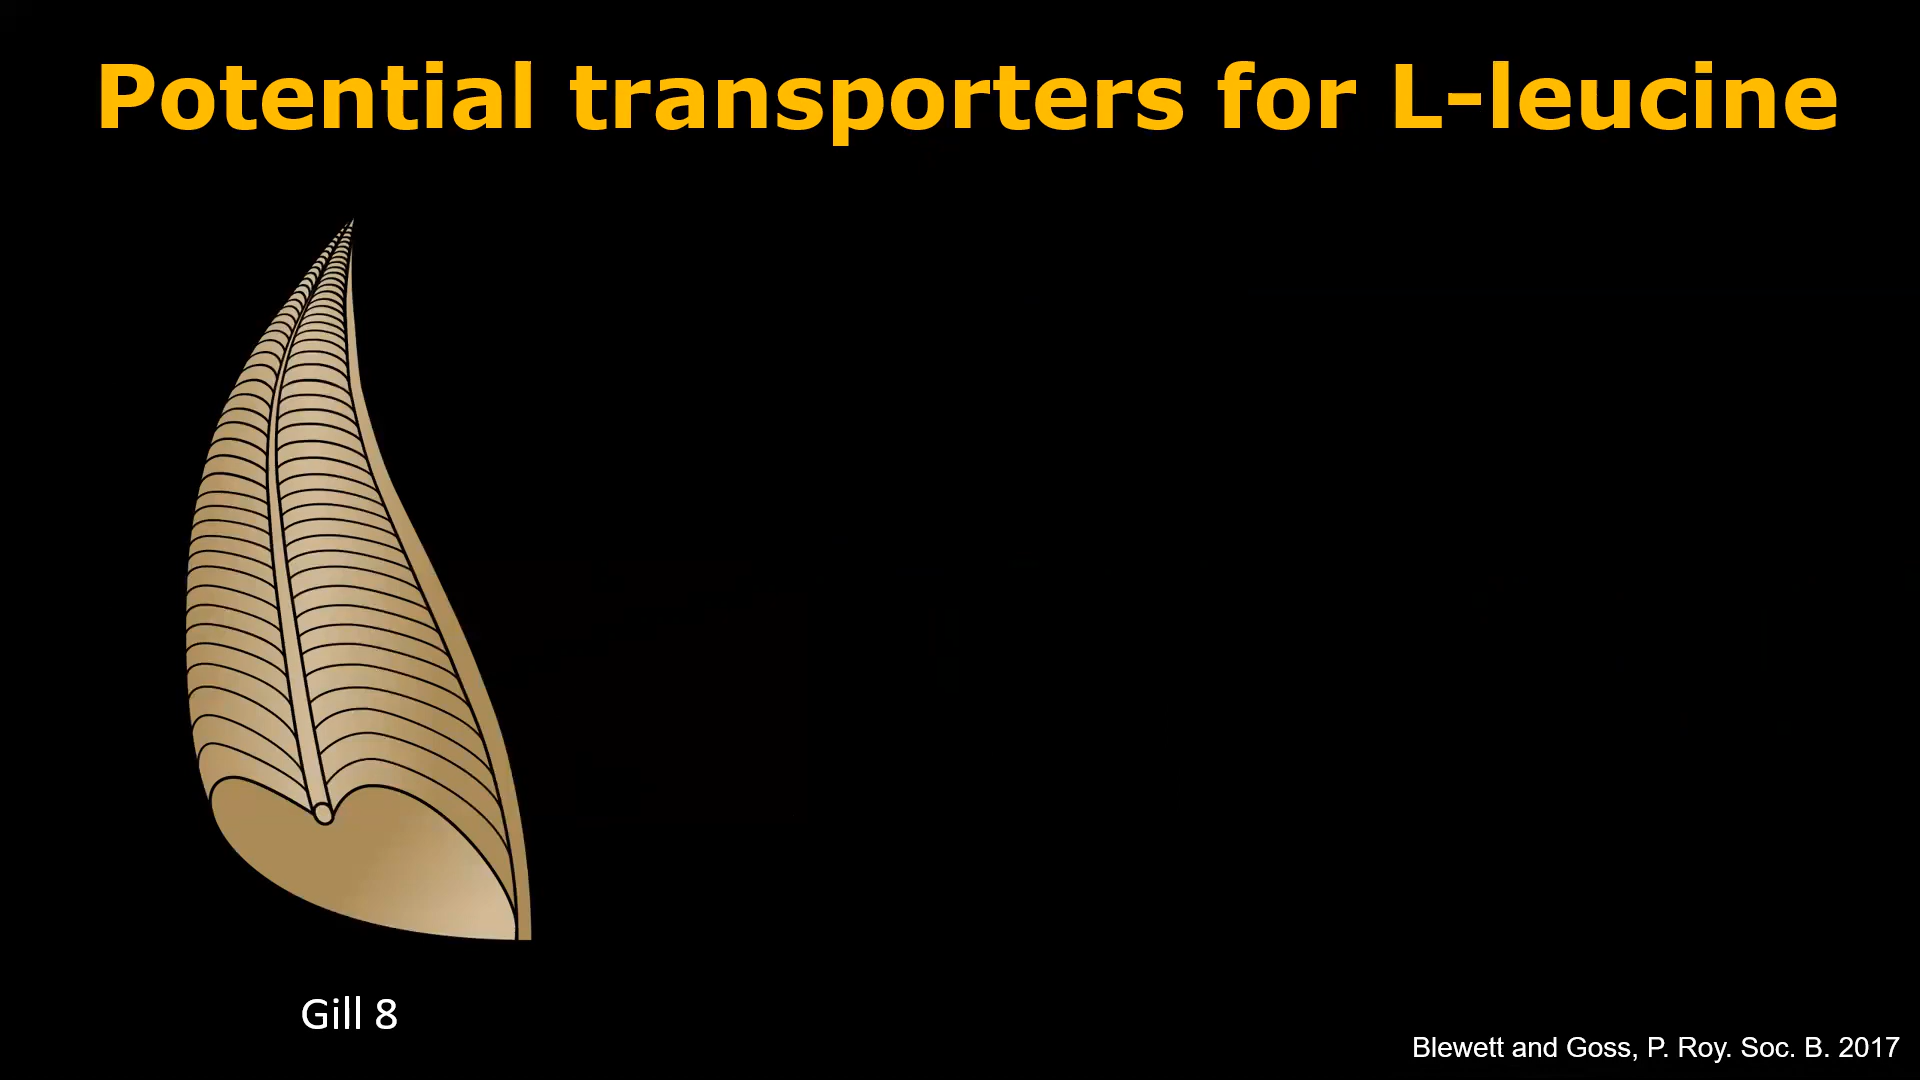 Potential transporters for L-leucine
Gill 8
Blewett and Goss, P. Roy. Soc. B. 2017